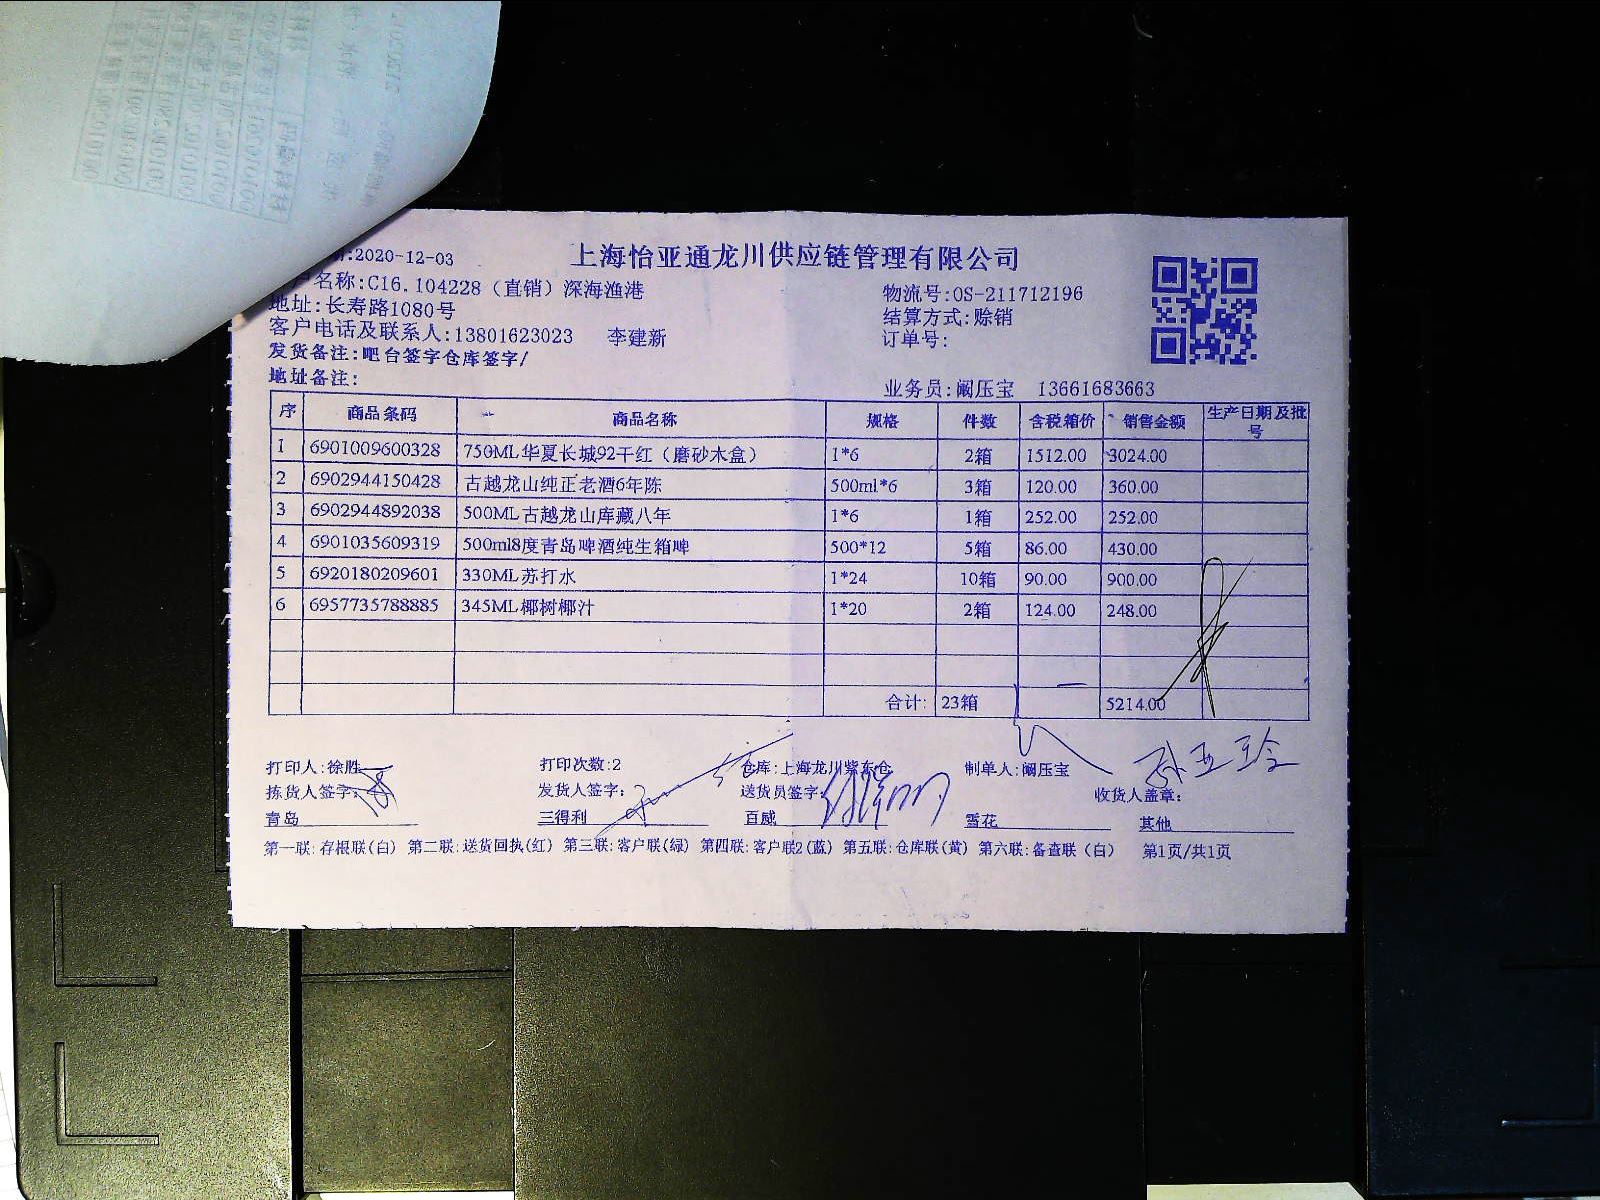 上海怡亚通龙川供应链管理有限公司
:2020-12-03
户名称:C16.104228（直销）深海渔港
物流号:OS-211712196
地址:长寿路1080号
结算方式:赊销
客户电话及联系人:13801623023 李建新
订单号:
发货备注:吧台签字仓库签字/
地址备注:
业务员:阚压宝 13661683663
序 商品条码 商品名称 规格 件数 含税箱价 销售金额 生产日期及批号
1 6901009600328 750ML华夏长城92干红（磨砂木盒） 1*6 2箱 1512.00 3024.00
2 6902944150428 古越龙山纯正老酒6年陈 500ml*6 3箱 120.00 360.00
3 6902944892038 500ML古越龙山库藏八年 1*6 1箱 252.00 252.00
4 6901035609319 500ml8度青岛啤酒纯生箱啤 500*12 5箱 86.00 430.00
5 6920180209601 330ML苏打水 1*24 10箱 90.00 900.00
6 6957735788885 345ML椰树椰汁 1*20 2箱 124.00 248.00
合计: 23箱 5214.00
打印人:徐胜 打印次数:2 仓库:上海龙川紫东仓 制单人:阚压宝
拣货人签字: 发货人签字: 送货员签字: 收货人盖章:
青岛 三得利 百威 雪花 其他
第一联:存根联(白) 第二联:送货回执(红) 第三联:客户联(绿) 第四联:客户联2(蓝) 第五联:仓库联(黄) 第六联:备查联（白） 第1页/共1页